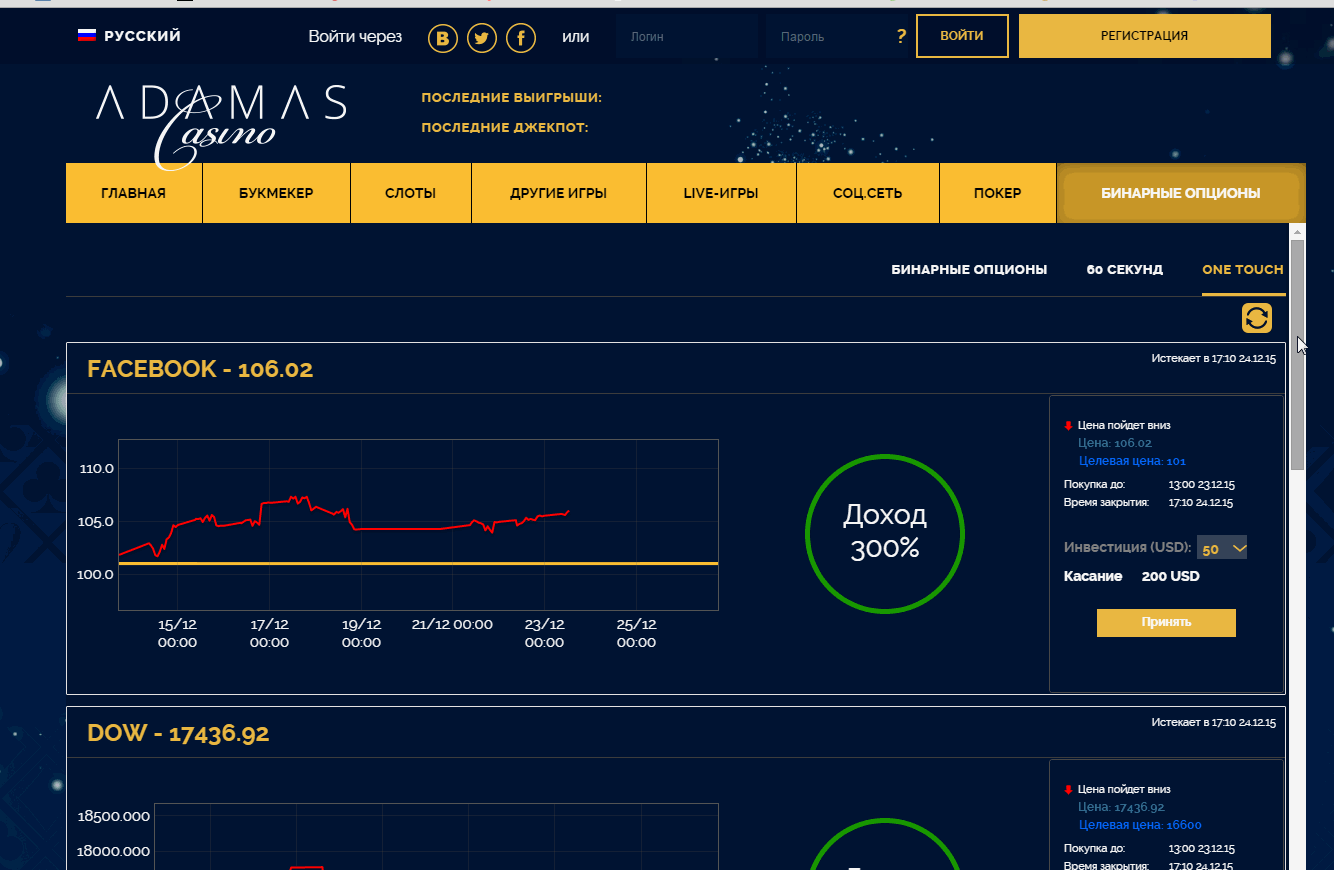 РУССКИЙ
Войти через
ИЛИ
Логин
Пароль
?
ВОЙТИ
РЕГИСТРАЦИЯ
ADAMAS
Casino
ПОСЛЕДНИЕ ВЫИГРЫШИ:
ПОСЛЕДНИЕ ДЖЕКПОТ:
ГЛАВНАЯ
БУКМЕКЕР
СЛОТЫ
ДРУГИЕ ИГРЫ
LIVE-ИГРЫ
СОЦ.СЕТЬ
ПОКЕР
БИНАРНЫЕ ОПЦИОНЫ
БИНАРНЫЕ ОПЦИОНЫ
60 СЕКУНД
ONE TOUCH
FACEBOOK - 106.02
Истекает в 17:10 24.12.15
110.0
105.0
100.0
15/12 00:00
17/12 00:00
19/12 00:00
21/12 00:00
23/12 00:00
25/12 00:00
Доход
300%
Цена пойдет вниз
Цена: 106.02
Целевая цена: 101
Покупка до: 13:00 23.12.15
Время закрытия: 17:10 24.12.15
Инвестиция (USD): 50
Касание 200 USD
Принять
DOW - 17436.92
Истекает в 17:10 24.12.15
18500.000
18000.000
Цена пойдет вниз
Цена: 17436.92
Целевая цена: 16600
Покупка до: 13:00 23.12.15
Время закрытия: 17:10 24.12.15